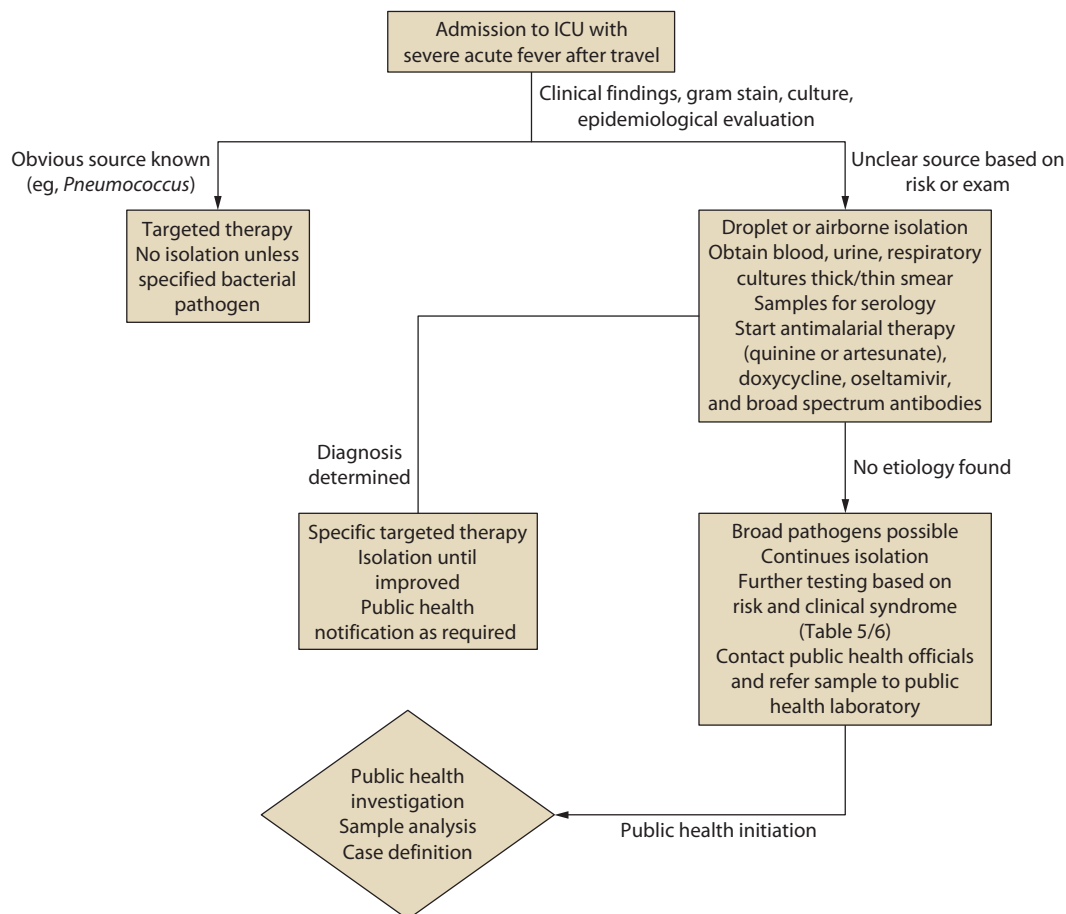 Admission to ICU with
severe acute fever after travel
Clinical findings, gram stain, culture,
epidemiological evaluation
Obvious source known
(eg, Pneumococcus)
Unclear source based on
risk or exam
Targeted therapy
No isolation unless
specified bacterial
pathogen
Droplet or airborne isolation
Obtain blood, urine, respiratory
cultures thick/thin smear
Samples for serology
Start antimalarial therapy
(quinine or artesunate),
doxycycline, oseltamivir,
and broad spectrum antibodies
Diagnosis
determined
No etiology found
Specific targeted therapy
Isolation until
improved
Public health
notification as required
Broad pathogens possible
Continues isolation
Further testing based on
risk and clinical syndrome
(Table 5/6)
Contact public health officials
and refer sample to public
health laboratory
Public health
investigation
Sample analysis
Case definition
Public health initiation